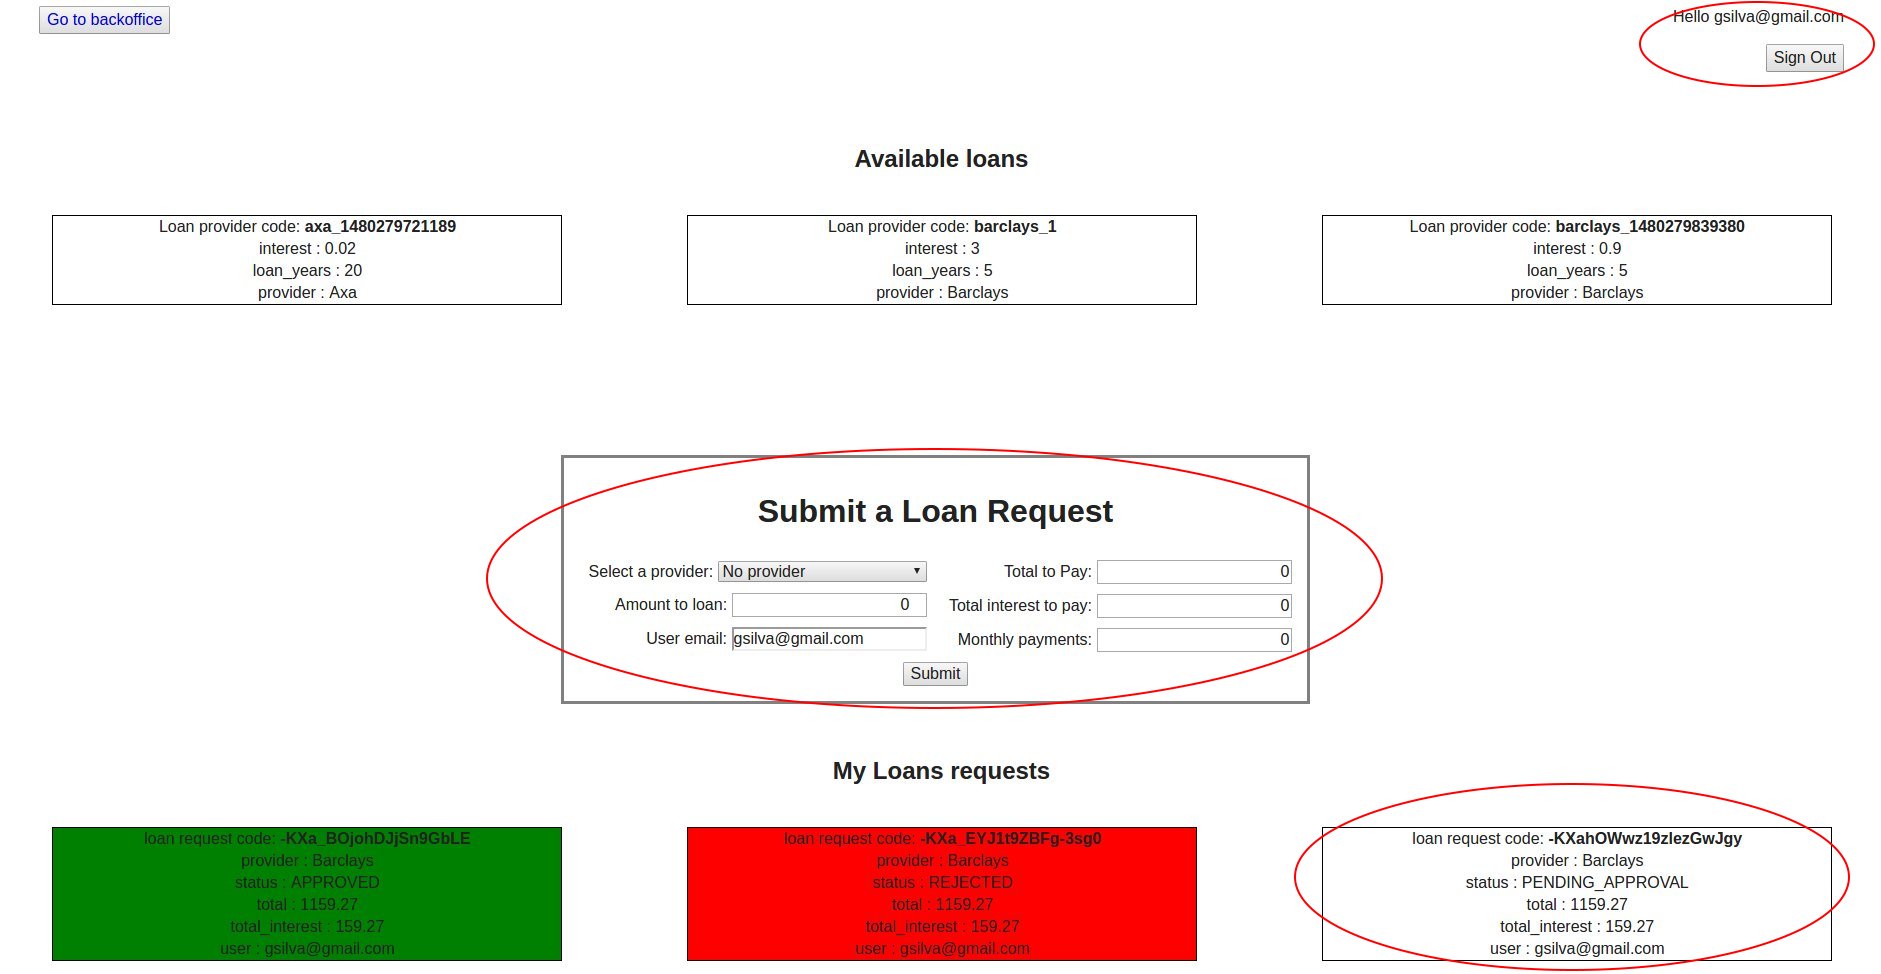 Go to backoffice
Hello gsilva@gmail.com
Sign Out
Available loans
Loan provider code: axa_1480279721189
interest : 0.02
loan_years : 20
provider : Axa
Loan provider code: barclays_1
interest : 3
loan_years : 5
provider : Barclays
Loan provider code: barclays_1480279839380
interest : 0.9
loan_years : 5
provider : Barclays
Submit a Loan Request
Select a provider: No provider
Amount to loan: 0
User email: gsilva@gmail.com
Total to Pay: 0
Total interest to pay: 0
Monthly payments: 0
Submit
My Loans requests
loan request code: -KXa_BOjohDJjSn9GbLE
provider : Barclays
status : APPROVED
total : 1159.27
total_interest : 159.27
user : gsilva@gmail.com
loan request code: -KXa_EYJ1t9ZBFg-3sg0
provider : Barclays
status : REJECTED
total : 1159.27
total_interest : 159.27
user : gsilva@gmail.com
loan request code: -KXahOWwz19zlezGwJgy
provider : Barclays
status : PENDING_APPROVAL
total : 1159.27
total_interest : 159.27
user : gsilva@gmail.com